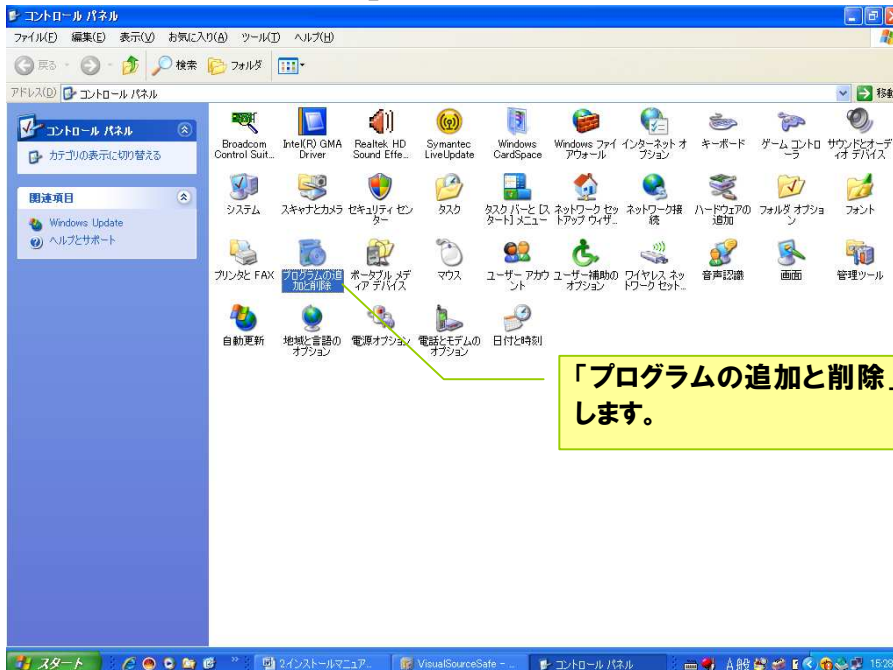 コントロール パネル
ファイル(F) 編集(E) 表示(V) お気に入り(A) ツール(T) ヘルプ(H)
戻る 検索 フォルダ
アドレス(D) コントロール パネル 移動
コントロール パネル
カテゴリの表示に切り替える
関連項目
Windows Update
ヘルプとサポート
Broadcom Control Suit...
Intel(R) GMA Driver
Realtek HD Sound Effe...
Symantec LiveUpdate
Windows CardSpace
Windows ファイアウォール
インターネット オプション
キーボード
ゲーム コントローラ
サウンドとオーディオ デバイス
システム
スキャナとカメラ
セキュリティ センター
タスク
タスク バーと [スタート] メニュー
ネットワーク セットアップ ウィザ...
ネットワーク接続
ハードウェアの追加
フォルダ オプション
フォント
プリンタと FAX
プログラムの追加と削除
ポータブル メディア デバイス
マウス
ユーザー アカウント
ユーザー補助のオプション
ワイヤレス ネットワーク セット...
音声認識
画面
管理ツール
自動更新
地域と言語のオプション
電源オプション
電話とモデムのオプション
日付と時刻
「プログラムの追加と削除」
します。
スタート 2インストールマニュア... VisualSourceSafe - ... コントロール パネル A 般 15:28